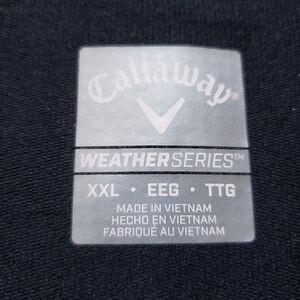 Callaway®
WEATHERSERIES™
XXL • EEG • TTG
MADE IN VIETNAM
HECHO EN VIETNAM
FABRIQUÉ AU VIETNAM